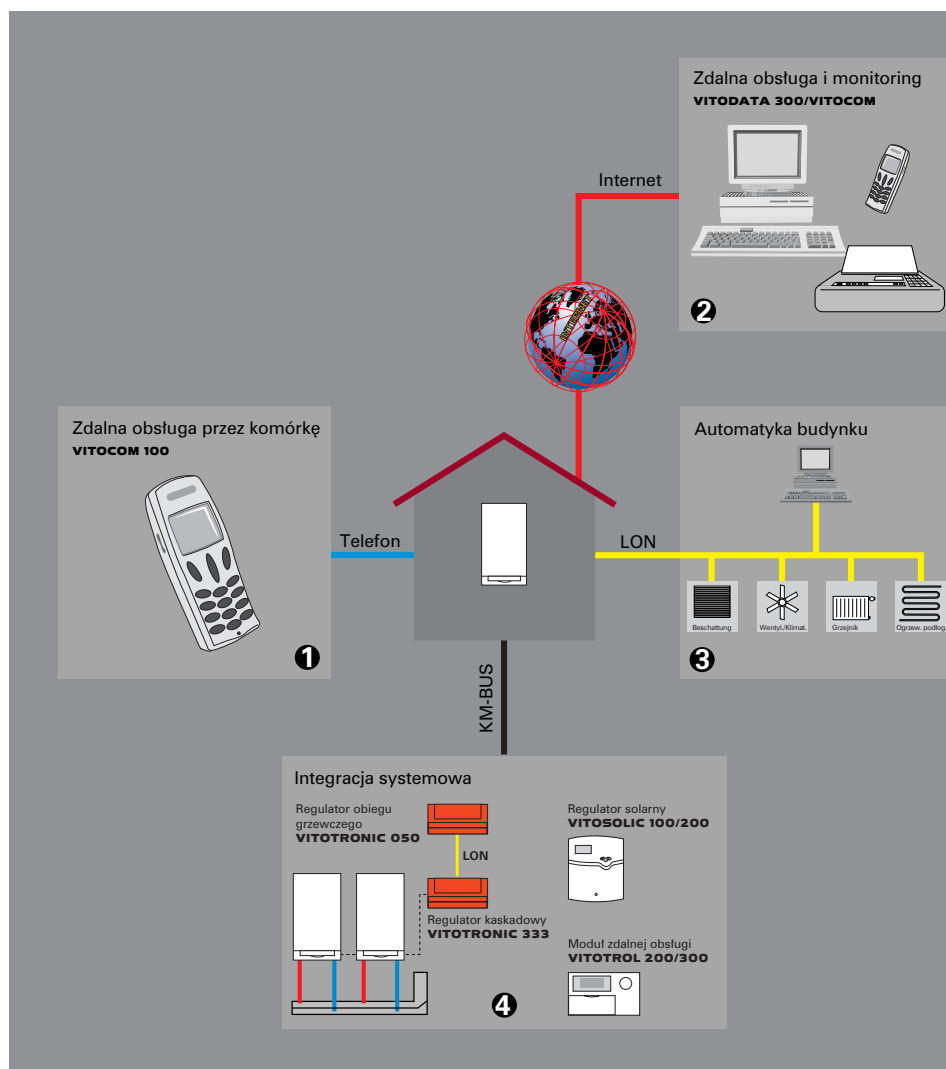 Zdalna obsługa i monitoring
VITODATA 300/VITOCOM
Internet
INTERNET
2
Zdalna obsługa przez komórkę
VITOCOM 100
Telefon
1
Automatyka budynku
LON
Beschattung
Wentyl./Klimat.
Grzejnik
Ogrzew. podłog.
3
KM-BUS
Integracja systemowa
Regulator obiegu
grzewczego
VITOTRONIC 050
LON
Regulator kaskadowy
VITOTRONIC 333
Regulator solarny
VITOSOLIC 100/200
Moduł zdalnej obsługi
VITOTROL 200/300
4